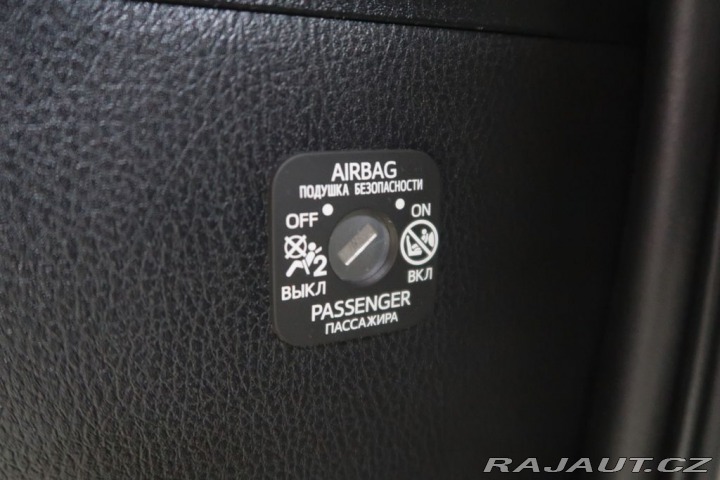 AIRBAG
ПОДУШКА БЕЗОПАСНОСТИ
OFF ON
2
ВЫКЛ ВКЛ
PASSENGER
ПАССАЖИРА
RAJAUT.CZ